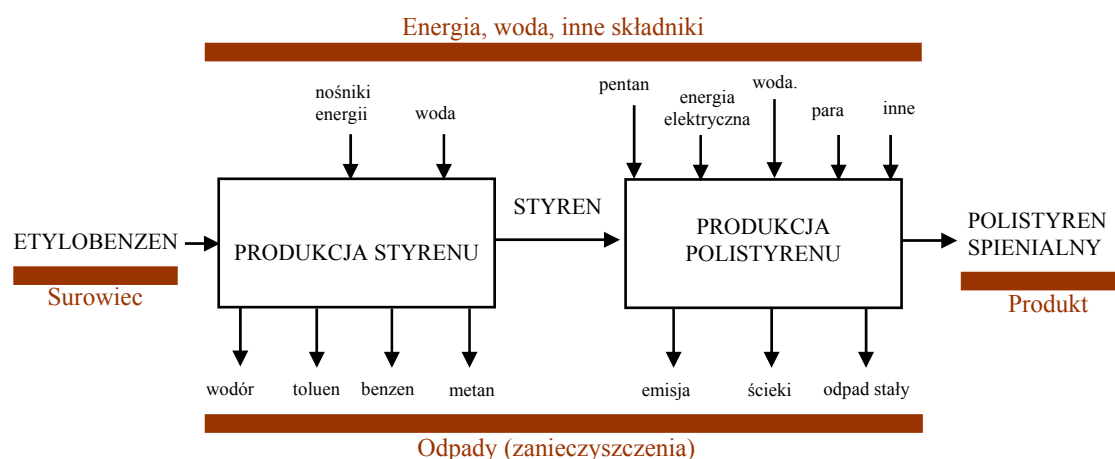 Energia, woda, inne składniki
nośniki
energii
woda
pentan
energia
elektryczna
woda.
para
inne
ETYLOBENZEN
Surowiec
PRODUKCJA STYRENU
STYREN
PRODUKCJA
POLISTYRENU
POLISTYREN
SPIENIALNY
Produkt
wodór
toluen
benzen
metan
emisja
ścieki
odpad stały
Odpady (zanieczyszczenia)